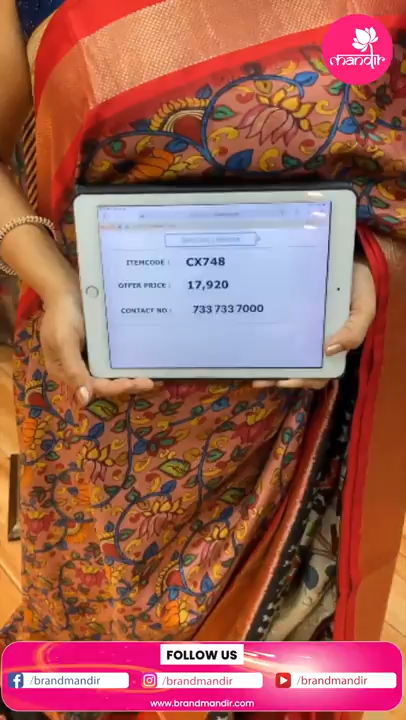 mandir
ITEMCODE : CX748
OFFER PRICE : 17,920
CONTACT NO : 733 733 7000
FOLLOW US
/brandmandir /brandmandir /brandmandir
www.brandmandir.com